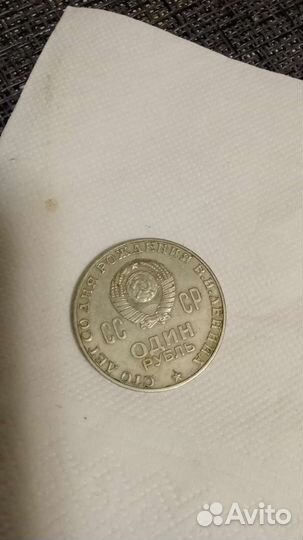 СТО ЛЕТ СО ДНЯ РОЖДЕНИЯ В.И.ЛЕНИНА
СС СР
ОДИН
РУБЛЬ
Avito